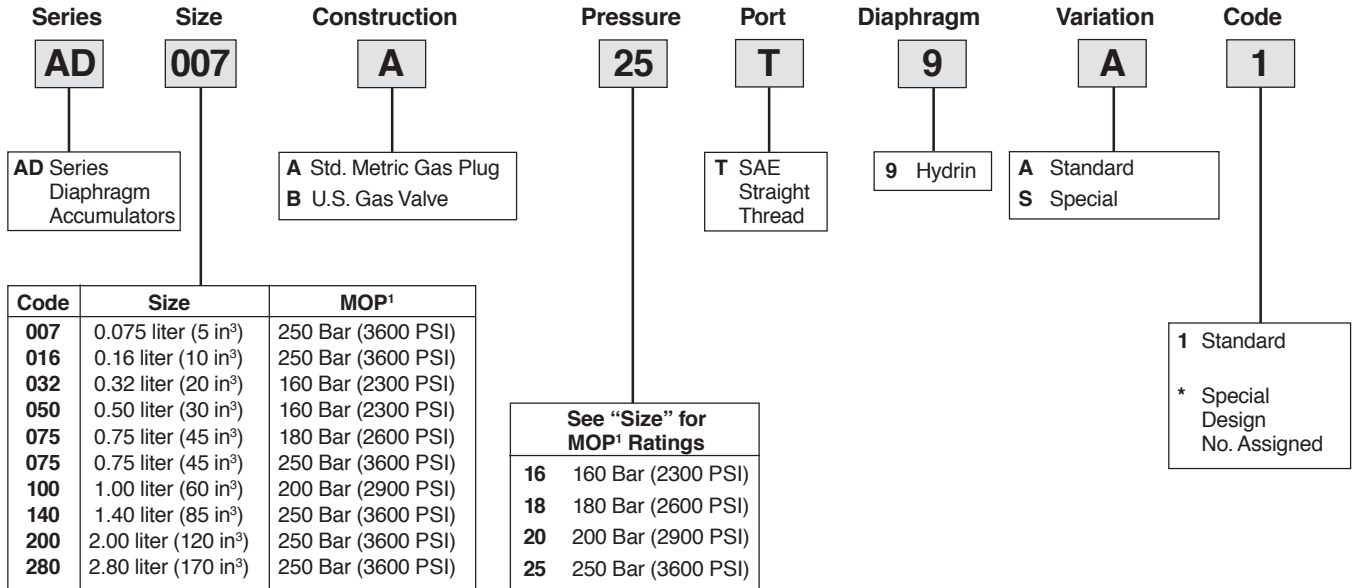 Series Size Construction Pressure Port Diaphragm Variation Code
AD 007 A 25 T 9 A 1
AD Series
Diaphragm
Accumulators
A Std. Metric Gas Plug
B U.S. Gas Valve
T SAE
Straight
Thread
9 Hydrin
A Standard
S Special
Code Size MOP¹
007 0.075 liter (5 in³) 250 Bar (3600 PSI)
016 0.16 liter (10 in³) 250 Bar (3600 PSI)
032 0.32 liter (20 in³) 160 Bar (2300 PSI)
050 0.50 liter (30 in³) 160 Bar (2300 PSI)
075 0.75 liter (45 in³) 180 Bar (2600 PSI)
075 0.75 liter (45 in³) 250 Bar (3600 PSI)
100 1.00 liter (60 in³) 200 Bar (2900 PSI)
140 1.40 liter (85 in³) 250 Bar (3600 PSI)
200 2.00 liter (120 in³) 250 Bar (3600 PSI)
280 2.80 liter (170 in³) 250 Bar (3600 PSI)
See “Size” for
MOP¹ Ratings
16 160 Bar (2300 PSI)
18 180 Bar (2600 PSI)
20 200 Bar (2900 PSI)
25 250 Bar (3600 PSI)
1 Standard
* Special
Design
No. Assigned